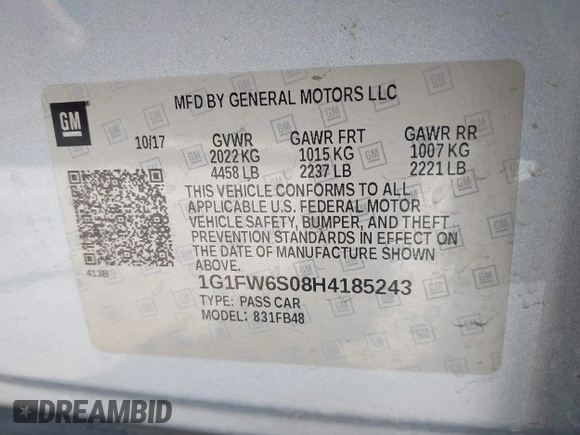 GM
MFD BY GENERAL MOTORS LLC
10/17 GVWR GAWR FRT GAWR RR
2022 KG 1015 KG 1007 KG
4458 LB 2237 LB 2221 LB
THIS VEHICLE CONFORMS TO ALL
APPLICABLE U.S. FEDERAL MOTOR
VEHICLE SAFETY, BUMPER, AND THEFT
PREVENTION STANDARDS IN EFFECT ON
THE DATE OF MANUFACTURE SHOWN
ABOVE.
413B
1G1FW6S08H4185243
TYPE: PASS CAR
MODEL: 831FB48
DREAMBID